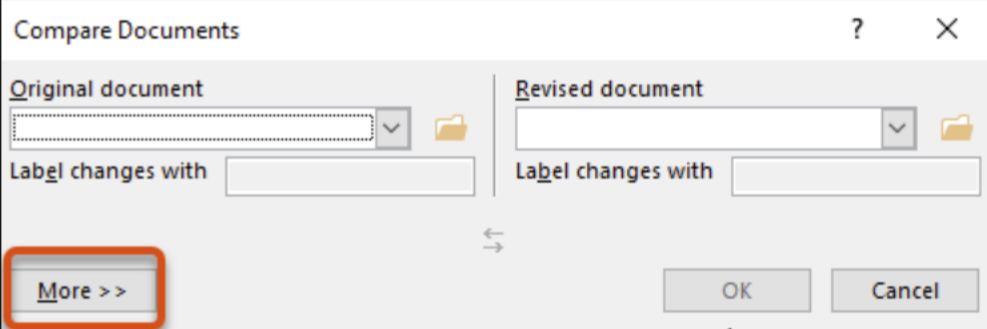 Compare Documents ?
Original document
Revised document
Label changes with
Label changes with
More >>
OK
Cancel